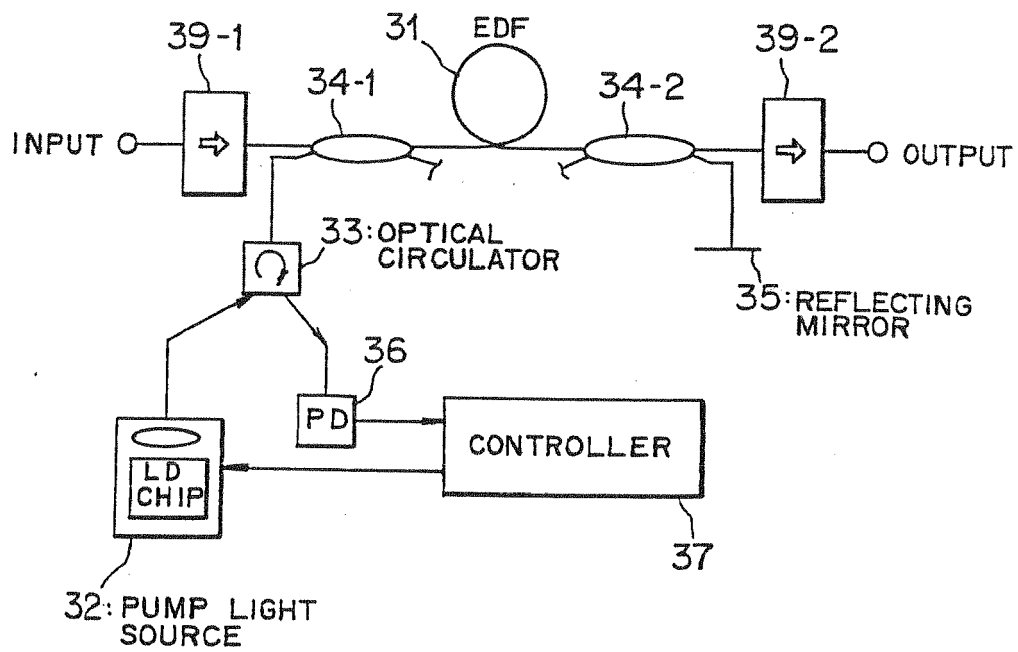 31
EDF
39-1
39-2
34-1
34-2
INPUT
OUTPUT
33: OPTICAL
CIRCULATOR
35: REFLECTING
MIRROR
36
PD
CONTROLLER
LD
CHIP
37
32: PUMP LIGHT
SOURCE